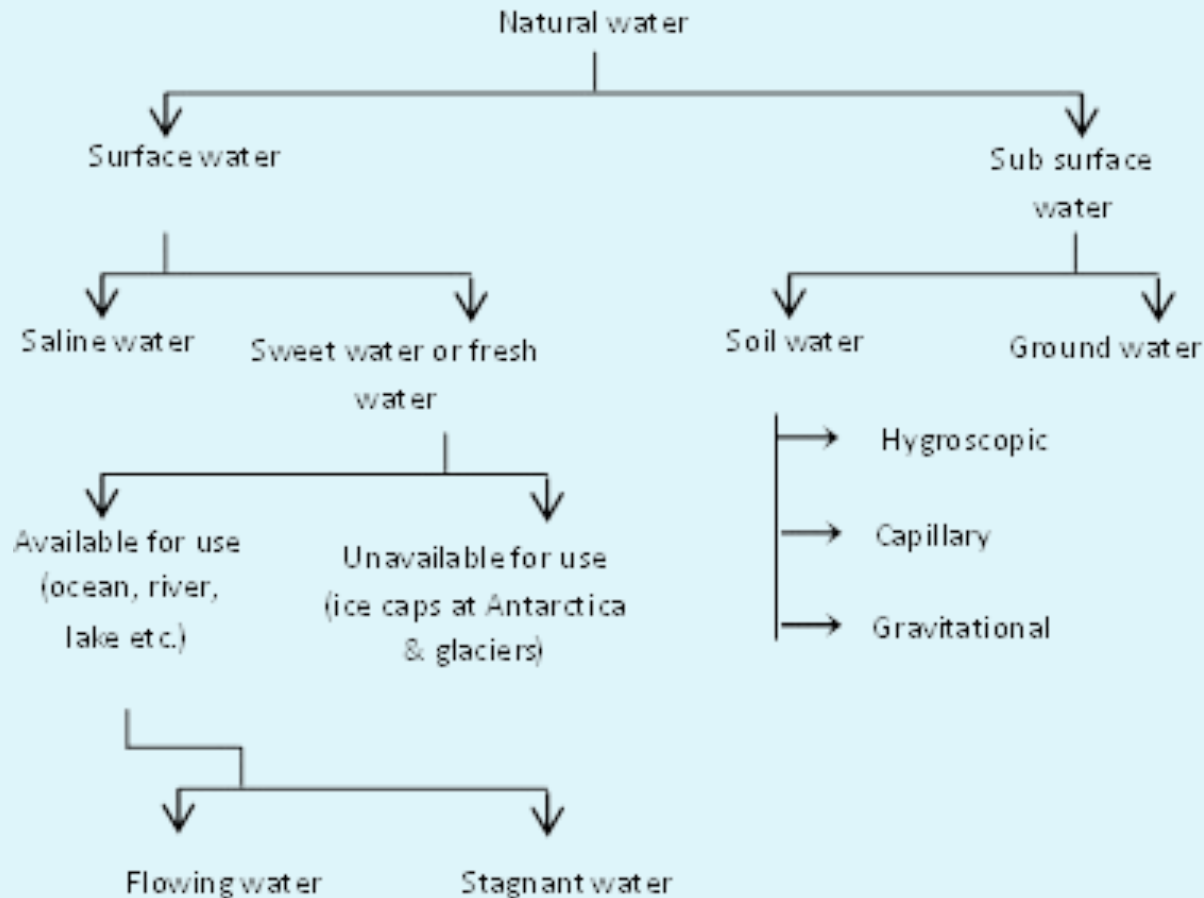 Natural water
Surface water
Sub surface
water
Saline water
Sweet water or fresh
water
Soil water
Ground water
Hygroscopic
Capillary
Gravitational
Available for use
(ocean, river,
lake etc.)
Unavailable for use
(ice caps at Antarctica
& glaciers)
Flowing water
Stagnant water